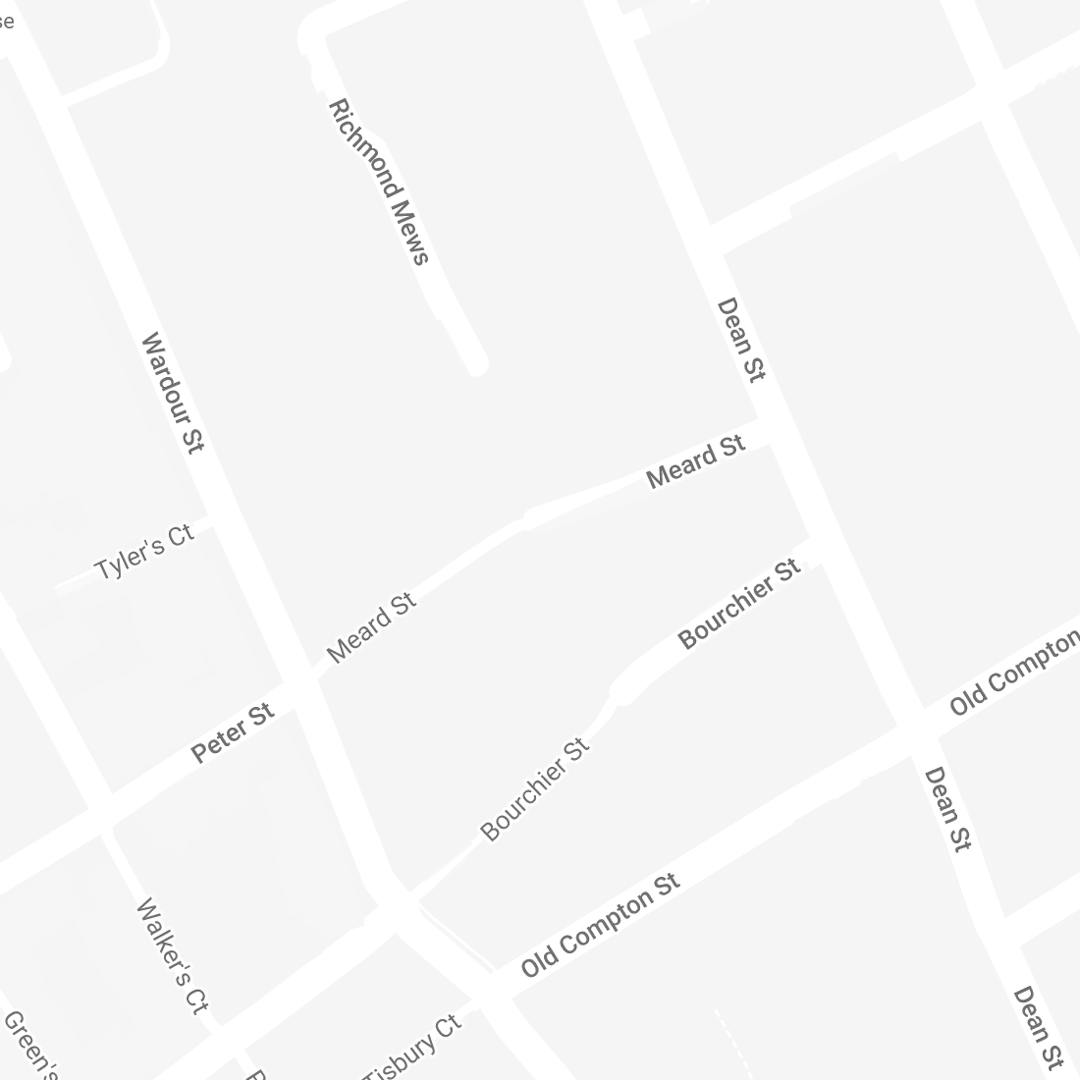 Richmond Mews
Dean St
Wardour St
Meard St
Tyler's Ct
Bourchier St
Meard St
Old Compton
Peter St
Bourchier St
Dean St
Old Compton St
Walker's Ct
Dean St
Green's
Tisbury Ct